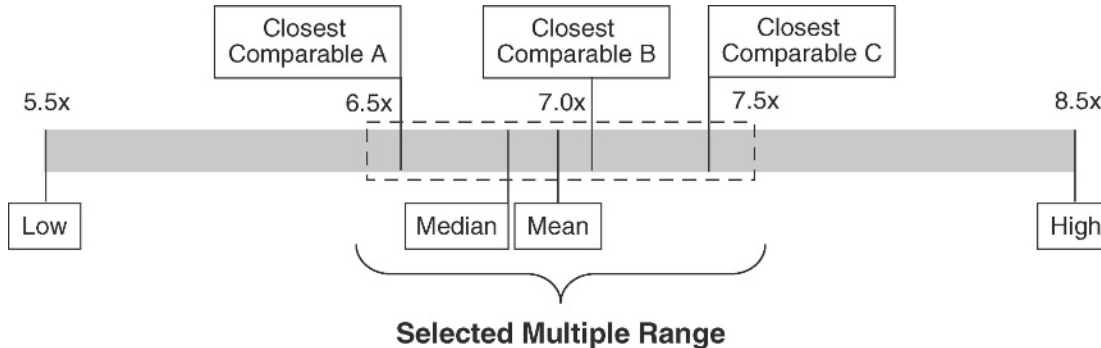 Closest
Comparable A
Closest
Comparable B
Closest
Comparable C
5.5x
6.5x
7.0x
7.5x
8.5x
Low
Median
Mean
High
Selected Multiple Range